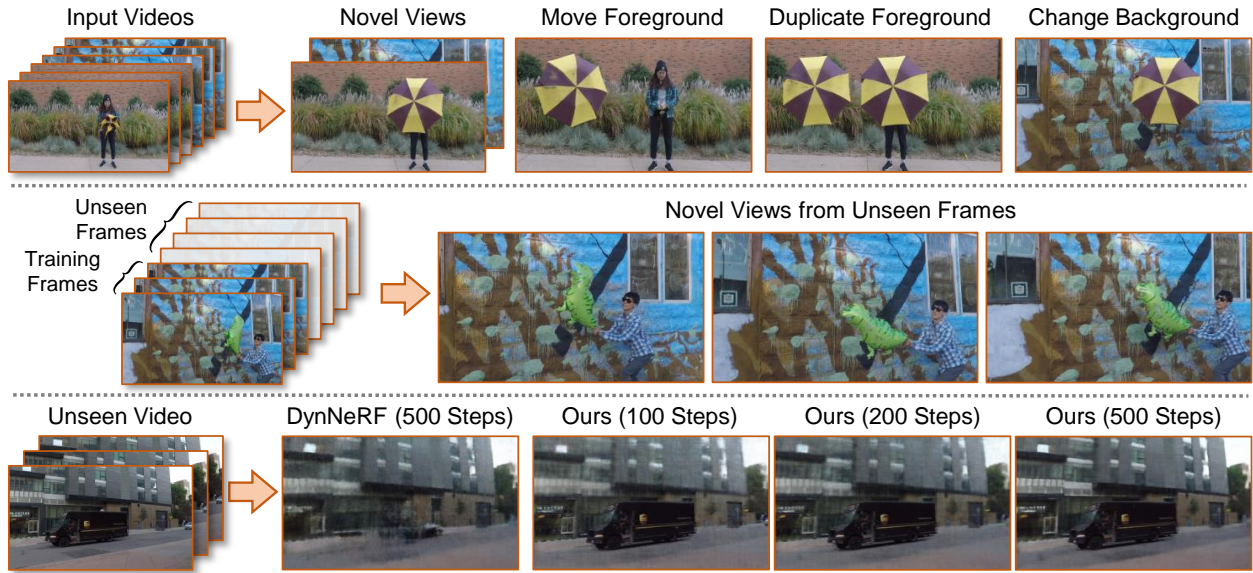 Input Videos
Novel Views
Move Foreground
Duplicate Foreground
Change Background
Unseen
Frames
Training
Frames
Novel Views from Unseen Frames
Unseen Video
DynNeRF (500 Steps)
Ours (100 Steps)
Ours (200 Steps)
Ours (500 Steps)